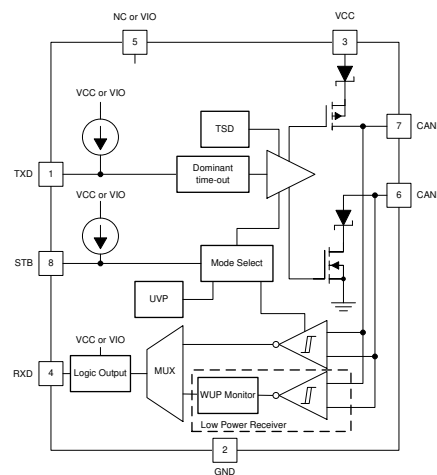 NC or VIO
VCC
5
3
VCC or VIO
TSD
7
CAN
TXD
1
Dominant
time-out
6
CAN
VCC or VIO
STB
8
Mode Select
UVP
VCC or VIO
RXD
4
Logic Output
MUX
WUP Monitor
Low Power Receiver
2
GND